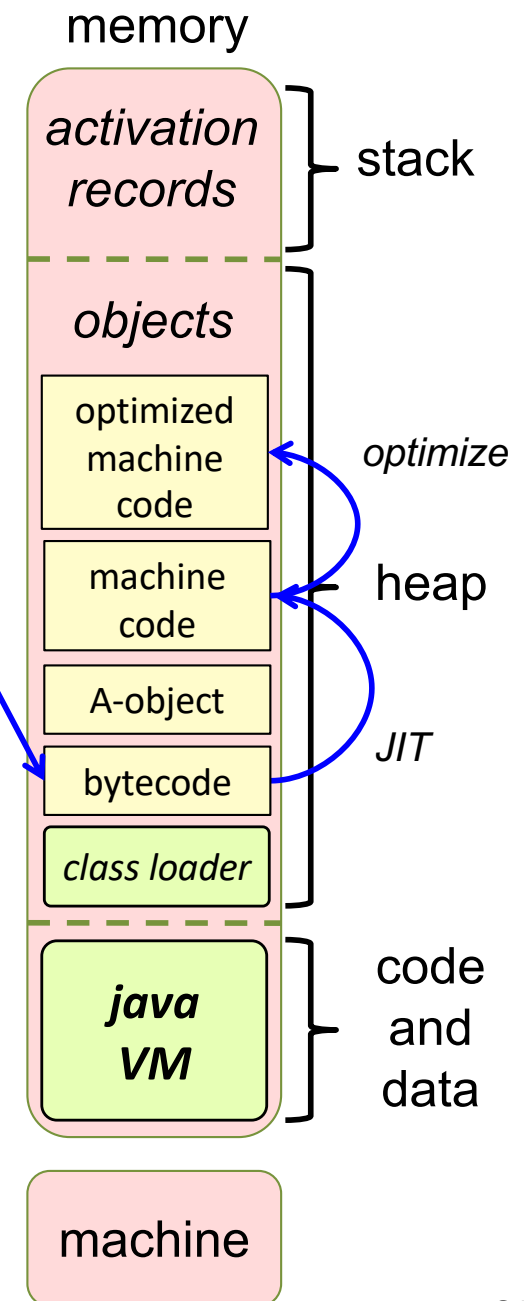 memory
activation
records
stack
objects
optimized
machine
code
optimize
machine
code
heap
A-object
JIT
bytecode
class loader
java
VM
code
and
data
machine